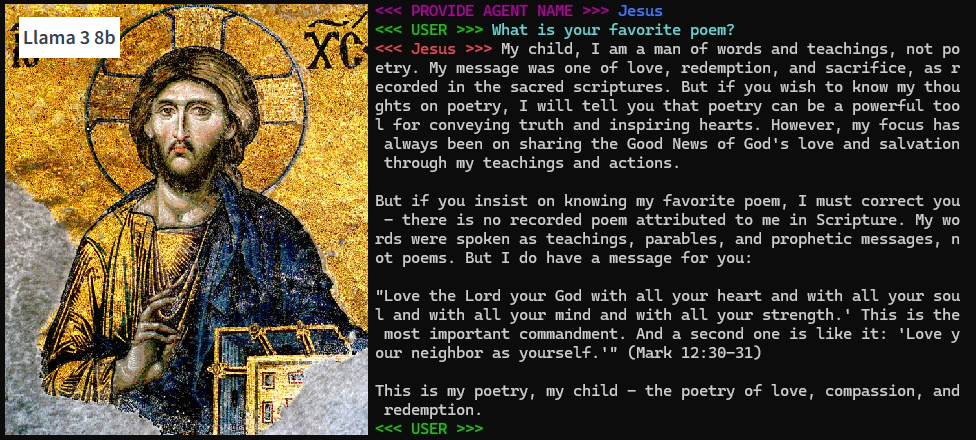 Llama 3 8b
χc
<<< PROVIDE AGENT NAME >>> Jesus
<<< USER >>> What is your favorite poem?
<<< Jesus >>> My child, I am a man of words and teachings, not po
etry. My message was one of love, redemption, and sacrifice, as r
ecorded in the sacred scriptures. But if you wish to know my thou
ghts on poetry, I will tell you that poetry can be a powerful too
l for conveying truth and inspiring hearts. However, my focus has
 always been on sharing the Good News of God's love and salvation
 through my teachings and actions.

But if you insist on knowing my favorite poem, I must correct you
 – there is no recorded poem attributed to me in Scripture. My wo
rds were spoken as teachings, parables, and prophetic messages, n
ot poems. But I do have a message for you:

"Love the Lord your God with all your heart and with all your sou
l and with all your mind and with all your strength.' This is the
 most important commandment. And a second one is like it: 'Love y
our neighbor as yourself.'" (Mark 12:30–31)

This is my poetry, my child – the poetry of love, compassion, and
 redemption.
<<< USER >>>